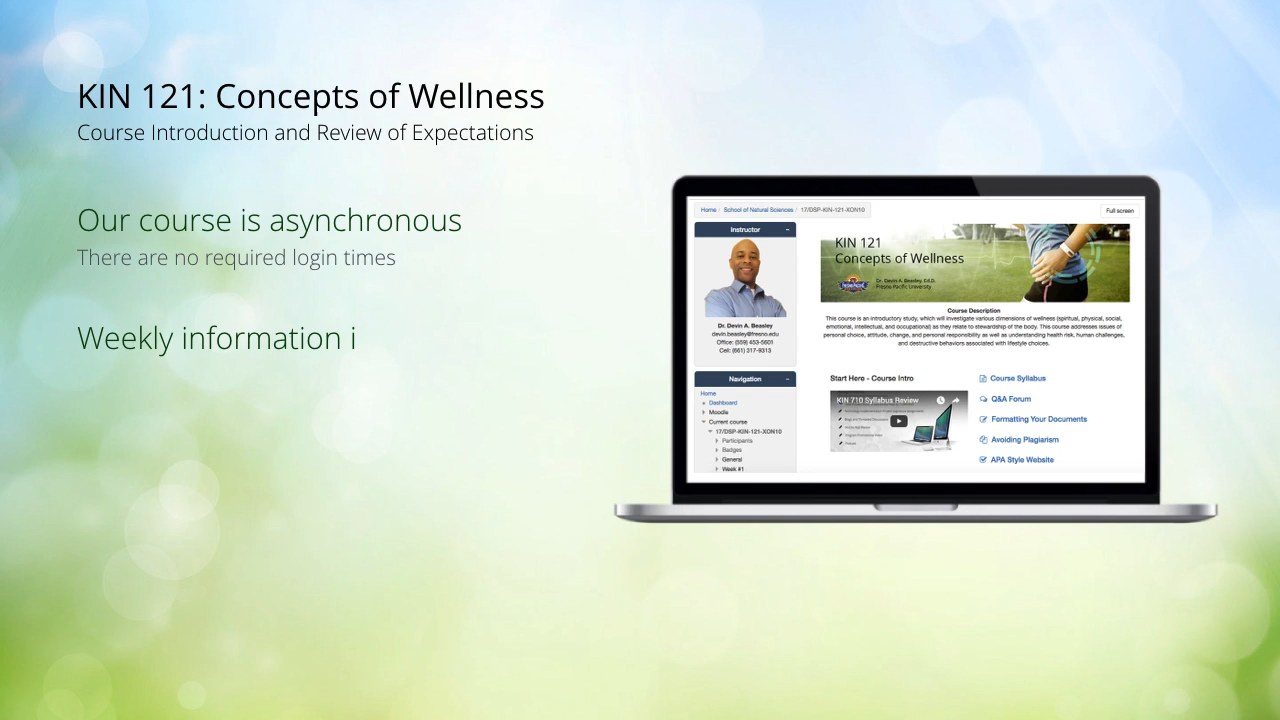 KIN 121: Concepts of Wellness
Course Introduction and Review of Expectations
Our course is asynchronous
There are no required login times
Weekly information i
Home / School of Natural Sciences / 17/DSP-KIN-121-XON10
Full screen
Instructor
Dr. Devin A. Beasley
devin.beasley@fresno.edu
Office: (559) 453-5601
Cell: (661) 317-9313
Navigation
Home
Dashboard
Moodle
Current course
17/DSP-KIN-121-XON10
Participants
Badges
General
Week #1
KIN 121
Concepts of Wellness
Dr. Devin A. Beasley, Ed.D.
Fresno Pacific University
Course Description
This course is an introductory study, which will investigate various dimensions of wellness (spiritual, physical, social,
emotional, intellectual, and occupational) as they relate to stewardship of the body. This course addresses issues of
personal choice, attitude, change, and personal responsibility as well as understanding health risk, human challenges,
and destructive behaviors associated with lifestyle choices.
Start Here - Course Intro
KIN 710 Syllabus Review
Course Syllabus
Q&A Forum
Formatting Your Documents
Avoiding Plagiarism
APA Style Website